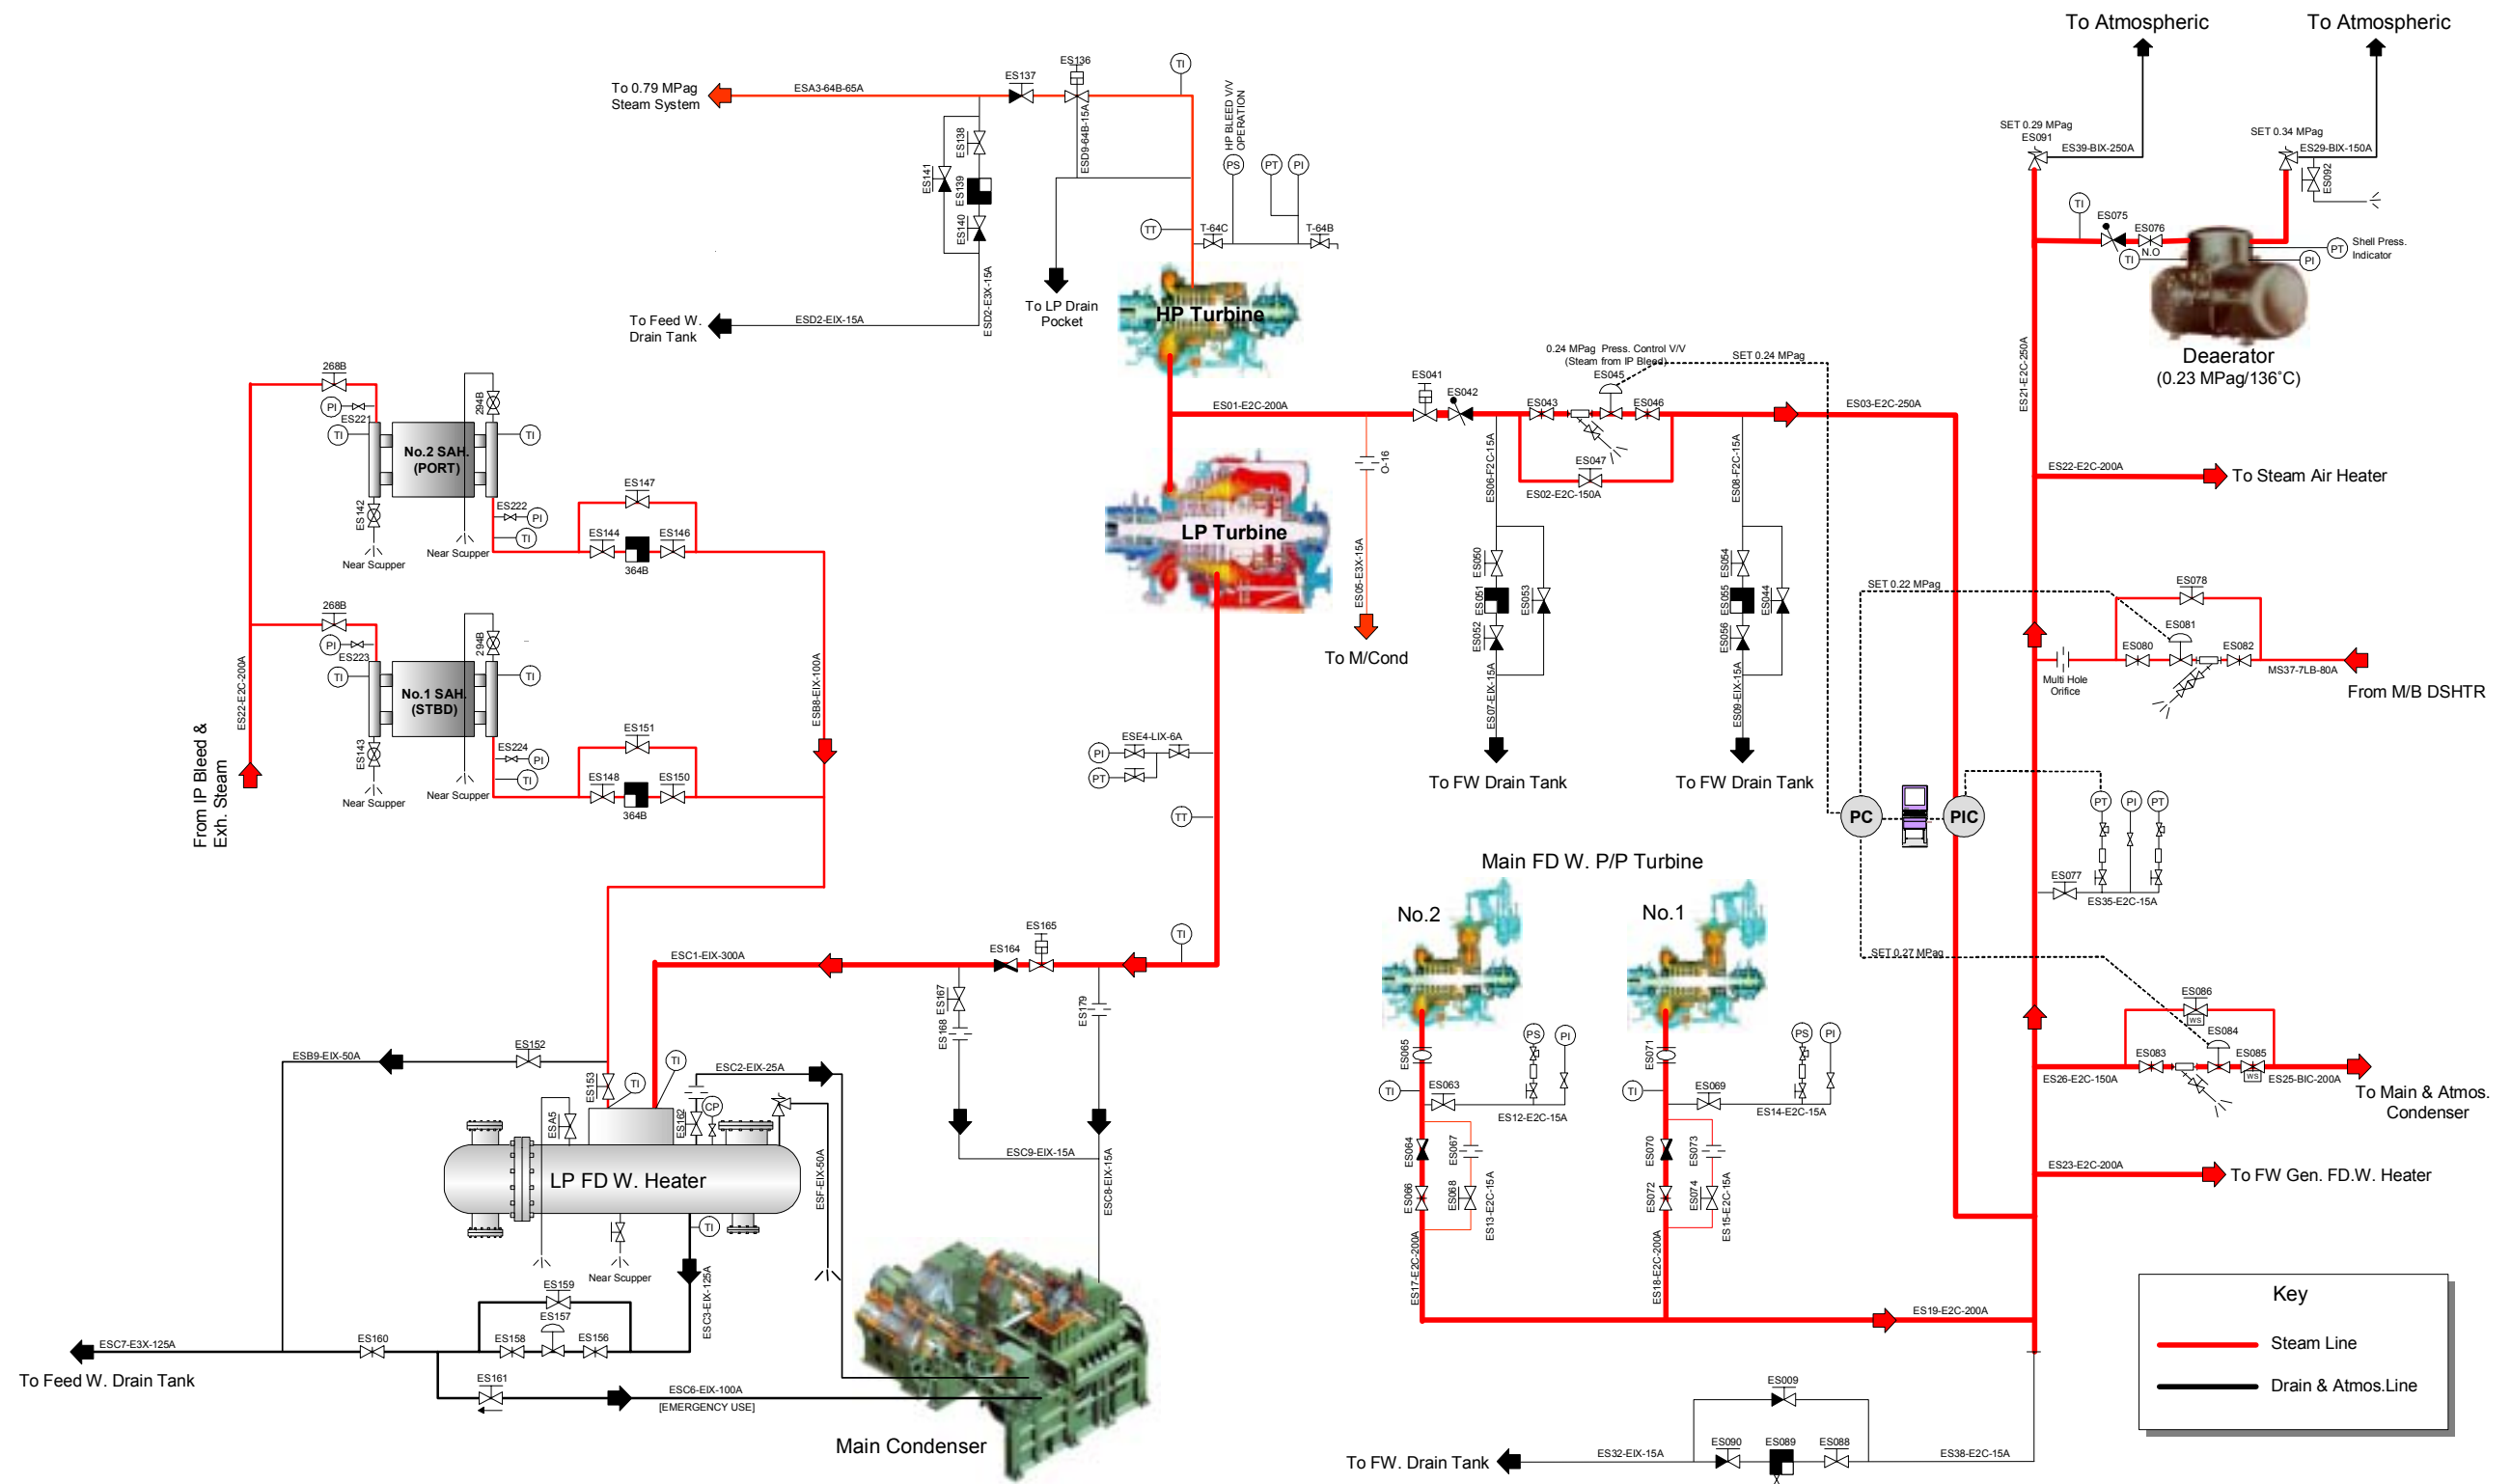 To Atmospheric
To Atmospheric
ES136
ES137
TI
To 0.79 MPag
Steam System
ESA3-64B-65A
HP BLEED V/V
OPERATION
ESD9-64B-15A
ES138
ES141
ES139
ES140
PS
PT
PI
TT
T-64C
T-64B
ESD2-E3X-15A
To LP Drain
Pocket
To Feed W.
Drain Tank
ESD2-EIX-15A
HP Turbine
SET 0.29 MPag
ES091
ES39-BIX-250A
SET 0.34 MPag
ES29-BIX-150A
ES092
TI
ES075
ES076
N.O
TI
PT
Shell Press.
Indicator
PI
Deaerator
(0.23 MPag/136°C)
ES21-E2C-250A
268B
PI
ES221
TI
294B
TI
No.2 SAH.
(PORT)
ES142
Near Scupper
Near Scupper
ES222
PI
TI
ES147
ES144
ES146
364B
268B
PI
ES223
TI
294B
TI
No.1 SAH.
(STBD)
ES143
Near Scupper
Near Scupper
ES224
PI
TI
ES151
ES148
ES150
364B
ES22-E2C-200A
ESB8-EIX-100A
From IP Bleed &
Exh. Steam
0.24 MPag Press. Control V/V
(Steam from IP Bleed)
SET 0.24 MPag
ES041
ES042
ES045
ES043
ES046
ES01-E2C-200A
ES03-E2C-250A
ES047
ES02-E2C-150A
O-16
ES05-E3X-15A
To M/Cond
ES06-F2C-15A
ES050
ES051
ES052
ES053
ES07-EIX-15A
To FW Drain Tank
ES08-F2C-15A
ES054
ES055
ES056
ES044
ES09-EIX-15A
To FW Drain Tank
LP Turbine
ES22-E2C-200A
To Steam Air Heater
SET 0.22 MPag
ES078
ES081
ES080
ES082
MS37-7LB-80A
Multi Hole
Orifice
From M/B DSHTR
PI
ESE4-LIX-6A
PT
TT
PC
PIC
PT
PI
PT
ES077
ES35-E2C-15A
Main FD W. P/P Turbine
No.2
No.1
SET 0.27 MPag
ES165
ES164
TI
ESC1-EIX-300A
ES167
ES168
ES179
ESC9-EIX-15A
ESC8-EIX-15A
ES065
TI
ES063
PS
PI
ES12-E2C-15A
ES064
ES067
ES066
ES068
ES13-E2C-15A
ES17-E2C-200A
ES071
TI
ES069
PS
PI
ES14-E2C-15A
ES070
ES073
ES072
ES074
ES15-E2C-15A
ES18-E2C-200A
ES19-E2C-200A
ES086
WS
ES084
ES083
ES085
WS
ES26-E2C-150A
ES25-BIC-200A
To Main & Atmos.
Condenser
ES23-E2C-200A
To FW Gen. FD.W. Heater
ESB9-EIX-50A
ES152
ES153
TI
TI
ESC2-EIX-25A
ESA5
ES162
CP
ESF-EIX-50A
LP FD W. Heater
TI
Near Scupper
ESC3-EIX-125A
ES159
ES157
ES158
ES156
ES160
ESC7-E3X-125A
To Feed W. Drain Tank
ES161
ESC6-EIX-100A
[EMERGENCY USE]
Main Condenser
ES009
ES090
ES089
ES088
ES32-EIX-15A
ES38-E2C-15A
To FW. Drain Tank
Key
Steam Line
Drain & Atmos.Line